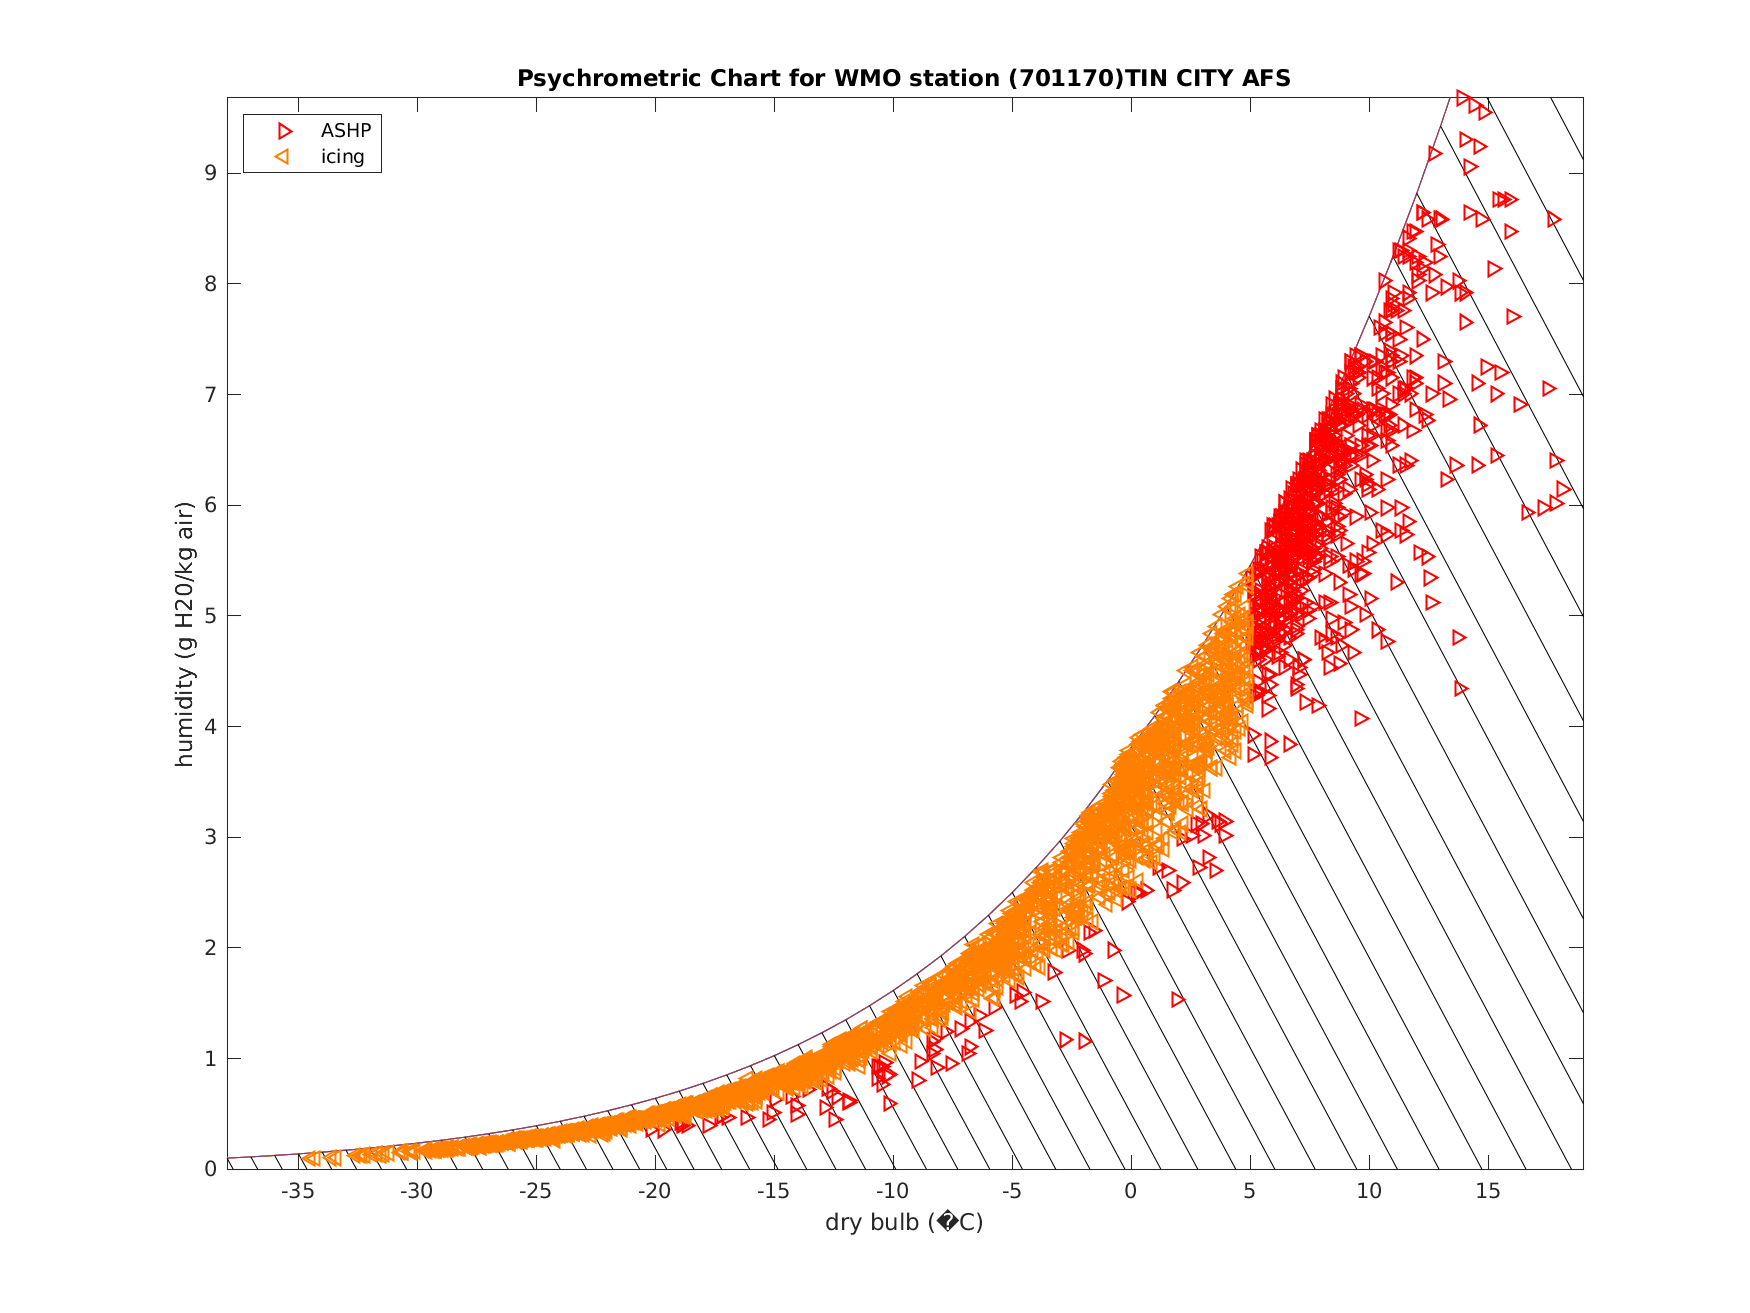 Psychrometric Chart for WMO station (701170)TIN CITY AFS
ASHP
icing
humidity (g H20/kg air)
9
8
7
6
5
4
3
2
1
0
-35 -30 -25 -20 -15 -10 -5 0 5 10 15
dry bulb (�C)